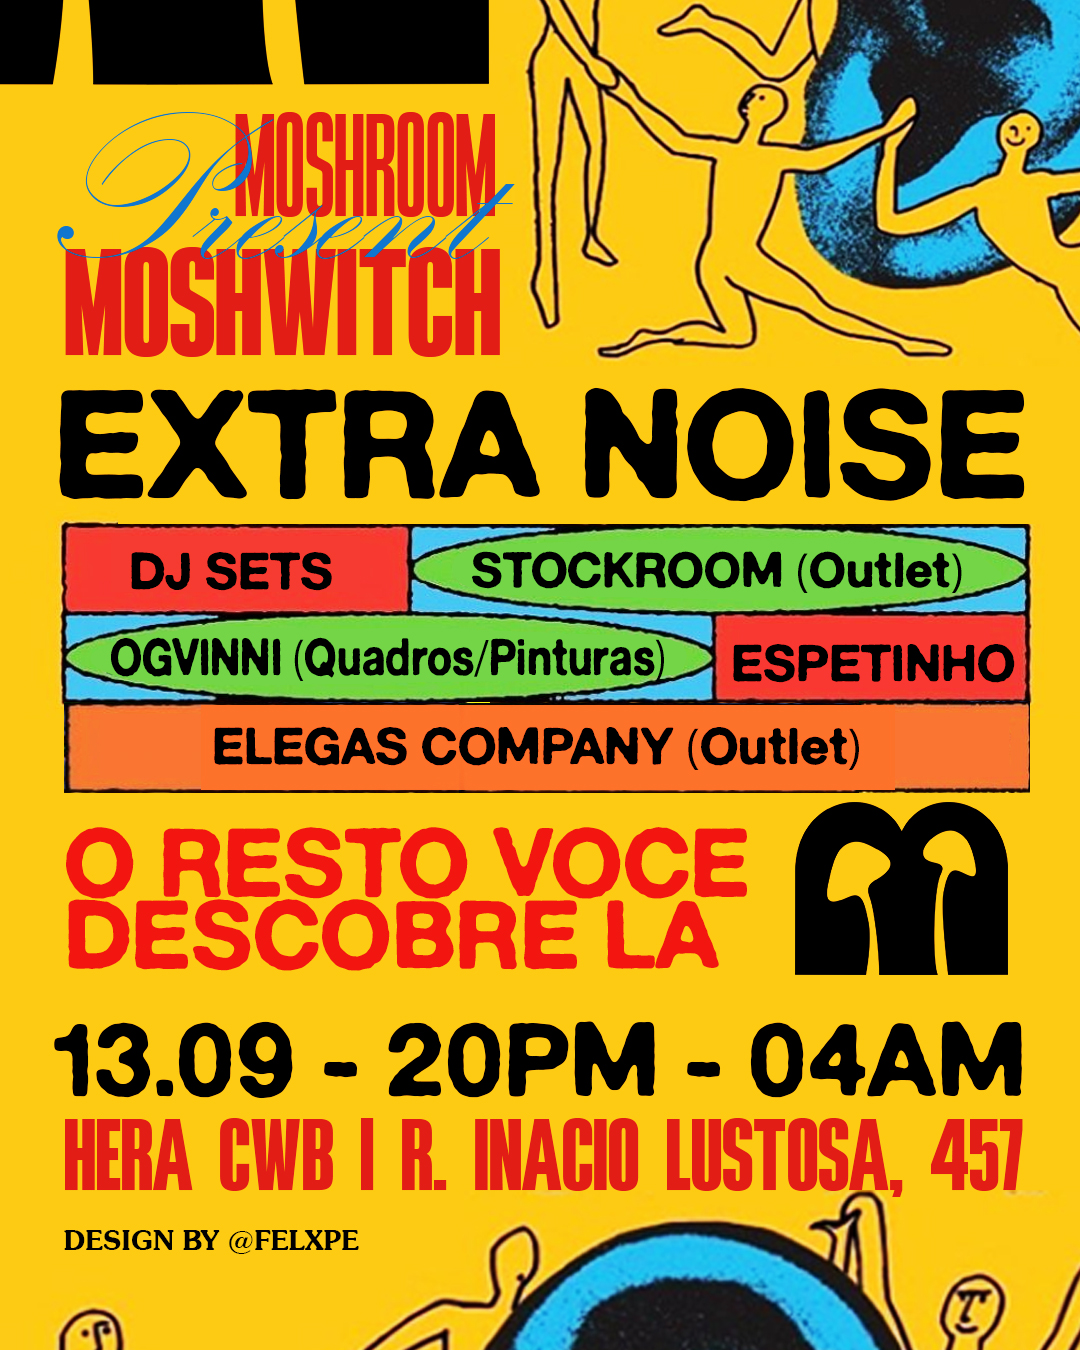 MOSHROOM
Present
MOSHWITCH
EXTRA NOISE
DJ SETS
STOCKROOM (Outlet)
OGVINNI (Quadros/Pinturas)
ESPETINHO
ELEGAS COMPANY (Outlet)
O RESTO VOCE
DESCOBRE LA
13.09 - 20PM - 04AM
HERA CWB | R. INACIO LUSTOSA, 457
DESIGN BY @FELXPE